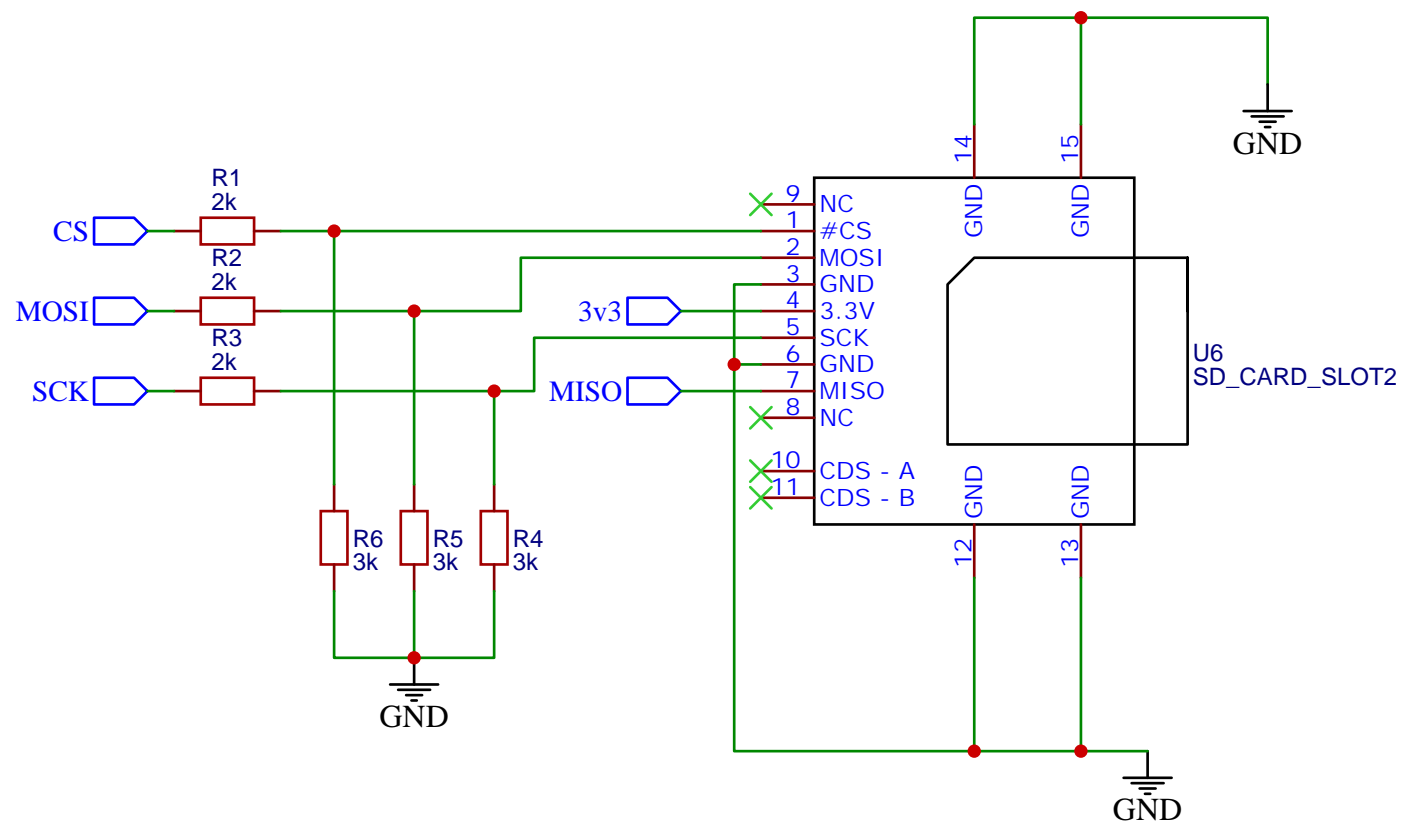 14
15
GND
GND
GND
R1
2k
CS
R2
2k
MOSI
R3
2k
SCK
3v3
MISO
9 NC
1 #CS
2 MOSI
3 GND
4 3.3V
5 SCK
6 GND
7 MISO
8 NC
10 CDS - A
11 CDS - B
U6
SD_CARD_SLOT2
GND
GND
12
13
R6
3k
R5
3k
R4
3k
GND
GND